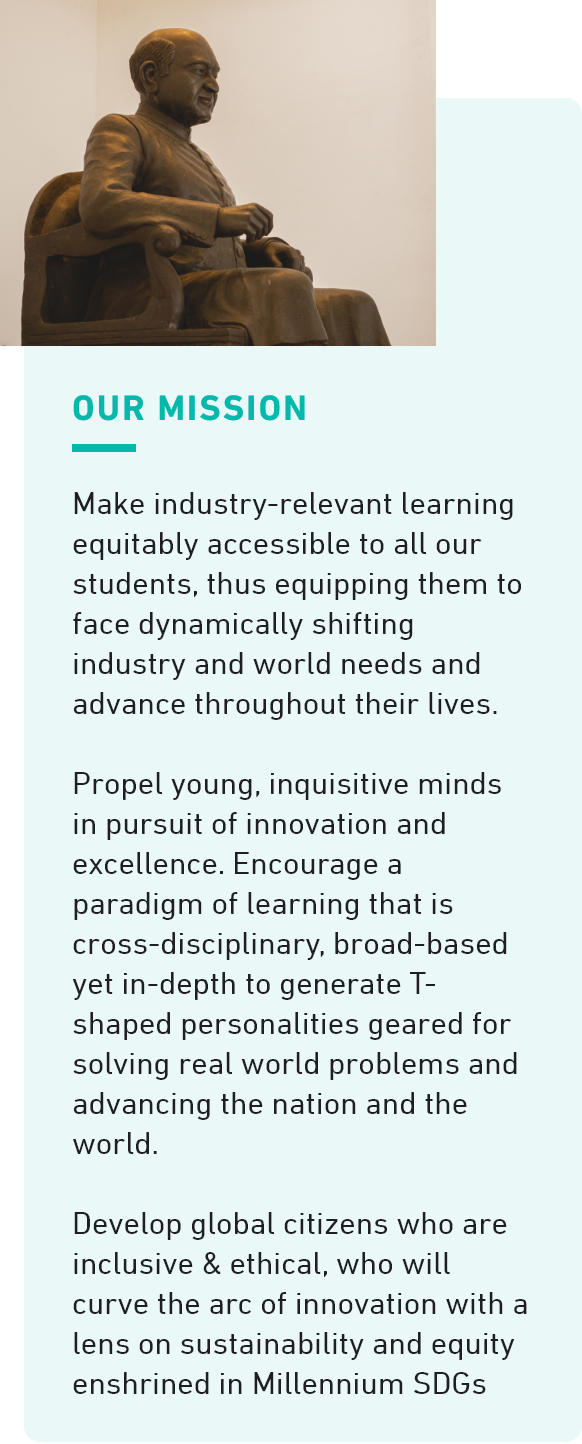 OUR MISSION
Make industry-relevant learning
equitably accessible to all our
students, thus equipping them to
face dynamically shifting
industry and world needs and
advance throughout their lives.
Propel young, inquisitive minds
in pursuit of innovation and
excellence. Encourage a
paradigm of learning that is
cross-disciplinary, broad-based
yet in-depth to generate T-
shaped personalities geared for
solving real world problems and
advancing the nation and the
world.
Develop global citizens who are
inclusive & ethical, who will
curve the arc of innovation with a
lens on sustainability and equity
enshrined in Millennium SDGs